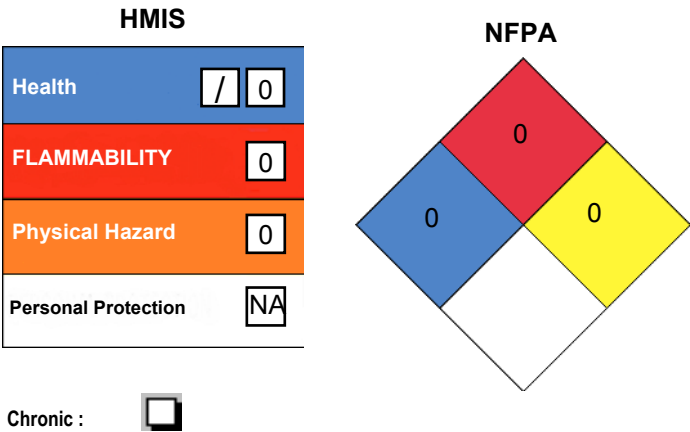 HMIS
Health / 0
FLAMMABILITY 0
Physical Hazard 0
Personal Protection NA
Chronic :
NFPA
0
0 0